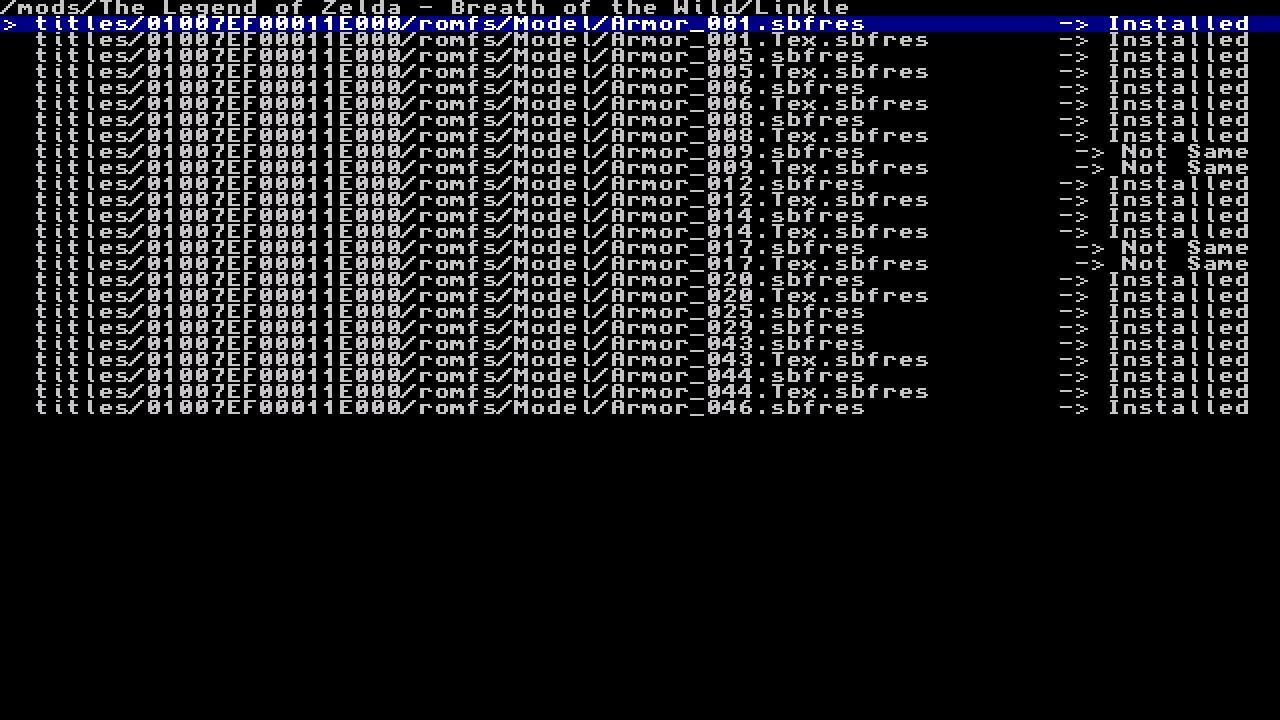 /mods/The Legend of Zelda - Breath of the Wild/Linkle
> titles/01007EF00011E000/romfs/Model/Armor_001.sbfres -> Installed
titles/01007EF00011E000/romfs/Model/Armor_001.Tex.sbfres -> Installed
titles/01007EF00011E000/romfs/Model/Armor_005.sbfres -> Installed
titles/01007EF00011E000/romfs/Model/Armor_005.Tex.sbfres -> Installed
titles/01007EF00011E000/romfs/Model/Armor_006.sbfres -> Installed
titles/01007EF00011E000/romfs/Model/Armor_006.Tex.sbfres -> Installed
titles/01007EF00011E000/romfs/Model/Armor_008.sbfres -> Installed
titles/01007EF00011E000/romfs/Model/Armor_008.Tex.sbfres -> Installed
titles/01007EF00011E000/romfs/Model/Armor_009.sbfres -> Not Same
titles/01007EF00011E000/romfs/Model/Armor_009.Tex.sbfres -> Not Same
titles/01007EF00011E000/romfs/Model/Armor_012.sbfres -> Installed
titles/01007EF00011E000/romfs/Model/Armor_012.Tex.sbfres -> Installed
titles/01007EF00011E000/romfs/Model/Armor_014.sbfres -> Installed
titles/01007EF00011E000/romfs/Model/Armor_014.Tex.sbfres -> Installed
titles/01007EF00011E000/romfs/Model/Armor_017.sbfres -> Not Same
titles/01007EF00011E000/romfs/Model/Armor_017.Tex.sbfres -> Not Same
titles/01007EF00011E000/romfs/Model/Armor_020.sbfres -> Installed
titles/01007EF00011E000/romfs/Model/Armor_020.Tex.sbfres -> Installed
titles/01007EF00011E000/romfs/Model/Armor_025.sbfres -> Installed
titles/01007EF00011E000/romfs/Model/Armor_029.sbfres -> Installed
titles/01007EF00011E000/romfs/Model/Armor_043.sbfres -> Installed
titles/01007EF00011E000/romfs/Model/Armor_043.Tex.sbfres -> Installed
titles/01007EF00011E000/romfs/Model/Armor_044.sbfres -> Installed
titles/01007EF00011E000/romfs/Model/Armor_044.Tex.sbfres -> Installed
titles/01007EF00011E000/romfs/Model/Armor_046.sbfres -> Installed